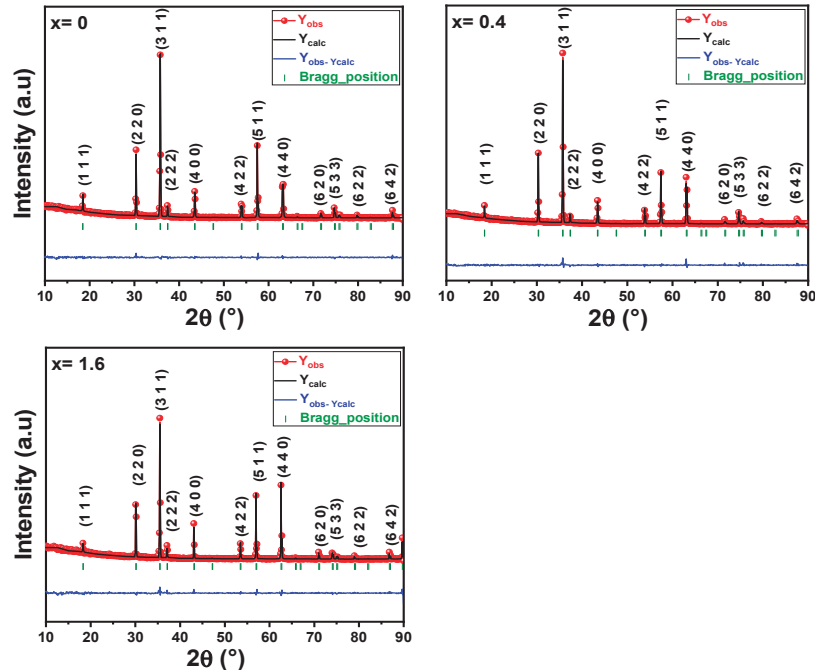 x= 0
Y_obs
Y_calc
Y_obs- Ycalc
Bragg_position
(1 1 1)
(2 2 0)
(3 1 1)
(2 2 2)
(4 0 0)
(4 2 2)
(5 1 1)
(4 4 0)
(6 2 0)
(5 3 3)
(6 2 2)
(6 4 2)
Intensity (a.u)
10 20 30 40 50 60 70 80 90
2θ (°)
x= 0.4
Y_obs
Y_calc
Y_obs- Ycalc
Bragg_position
(1 1 1)
(2 2 0)
(3 1 1)
(2 2 2)
(4 0 0)
(4 2 2)
(5 1 1)
(4 4 0)
(6 2 0)
(5 3 3)
(6 2 2)
(6 4 2)
10 20 30 40 50 60 70 80 90
2θ (°)
x= 1.6
Y_obs
Y_calc
Y_obs- Ycalc
Bragg_position
(1 1 1)
(2 2 0)
(3 1 1)
(2 2 2)
(4 0 0)
(4 2 2)
(5 1 1)
(4 4 0)
(6 2 0)
(5 3 3)
(6 2 2)
(6 4 2)
Intensity (a.u)
10 20 30 40 50 60 70 80 90
2θ (°)